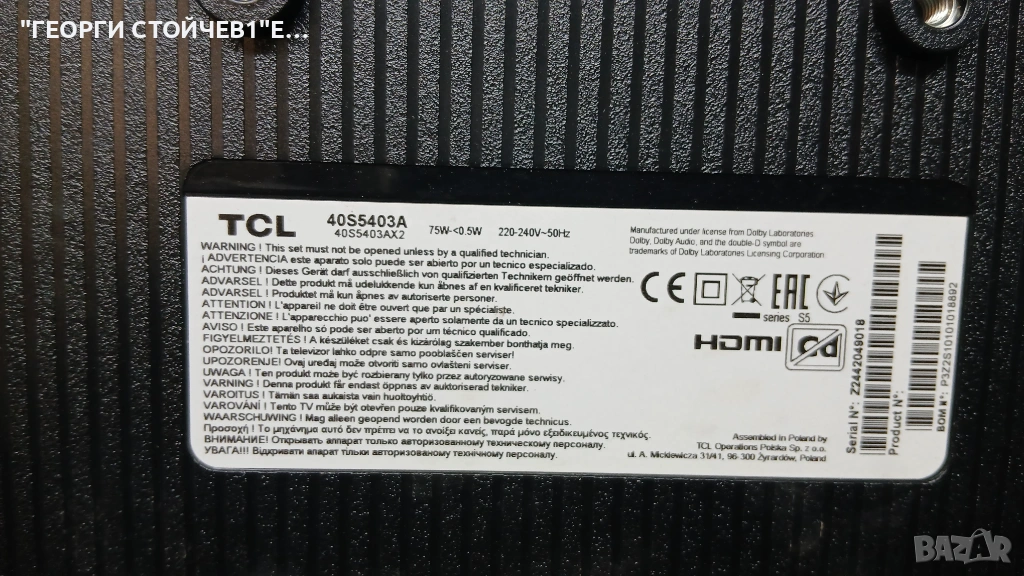 "ГЕОРГИ СТОЙЧЕВ1"Е...
TCL 40S5403A
40S5403AX2
75W-<0.5W 220-240V~50Hz
WARNING ! This set must not be opened unless by a qualified technician.
¡ ADVERTENCIA este aparato solo puede ser abierto por un tecnico especializado.
ACHTUNG ! Dieses Gerät darf ausschließlich von qualifizierten Technikern geöffnet werden.
ADVARSEL ! Dette produkt må udelukkende kun åbnes af en kvalificeret tekniker.
ADVARSEL ! Produktet må kun åpnes av autoriserte personer.
ATTENTION ! L'appareil ne doit être ouvert que par un spécialiste.
ATTENZIONE ! L'apparecchio puo' essere aperto solamente da un tecnico specializzato.
AVISO ! Este aparelho só pode ser aberto por um técnico qualificado.
FIGYELMEZTETÉS ! A készüléket csak és kizárólag szakember bonthatja meg.
OPOZORILO! Ta televizor lahko odpre samo pooblaščen serviser!
UPOZORENJE! Ovaj uređaj može otvoriti samo ovlašteni serviser.
UWAGA ! Ten produkt może być rozbierany tylko przez autoryzowane serwisy.
VARNING ! Denna produkt får endast öppnas av auktoriserad tekniker.
VAROITUS ! Tämän saa aukaista vain huoltoyhtiö.
VAROVÁNÍ ! Tento TV může být otevřen pouze kvalifikovaným servisem.
WAARSCHUWING ! Mag alleen geopend worden door een bevogde technicus.
Προσοχή ! Το μηχάνημα αυτό δεν πρέπει να το ανοίξει κανείς, παρά μόνο εξειδικευμένος τεχνικός.
ВНИМАНИЕ! Открывать аппарат только авторизованному техническому персоналу.
УВАГА!!! Відкривати апарат тільки авторизованому технічному персоналу.
Manufactured under license from Dolby Laboratories
Dolby, Dolby Audio, and the double-D symbol are
trademarks of Dolby Laboratories Licensing Corporation
CE EAC
series S5
HDMI
Assembled in Poland by
TCL Operations Polska Sp. z o.o.
ul. A. Mickiewicza 31/41, 96-300 Żyrardów, Poland
Serial N°: Z2442049018
Product N°:
BOM #: P3Z2S10101018892
BAZAR